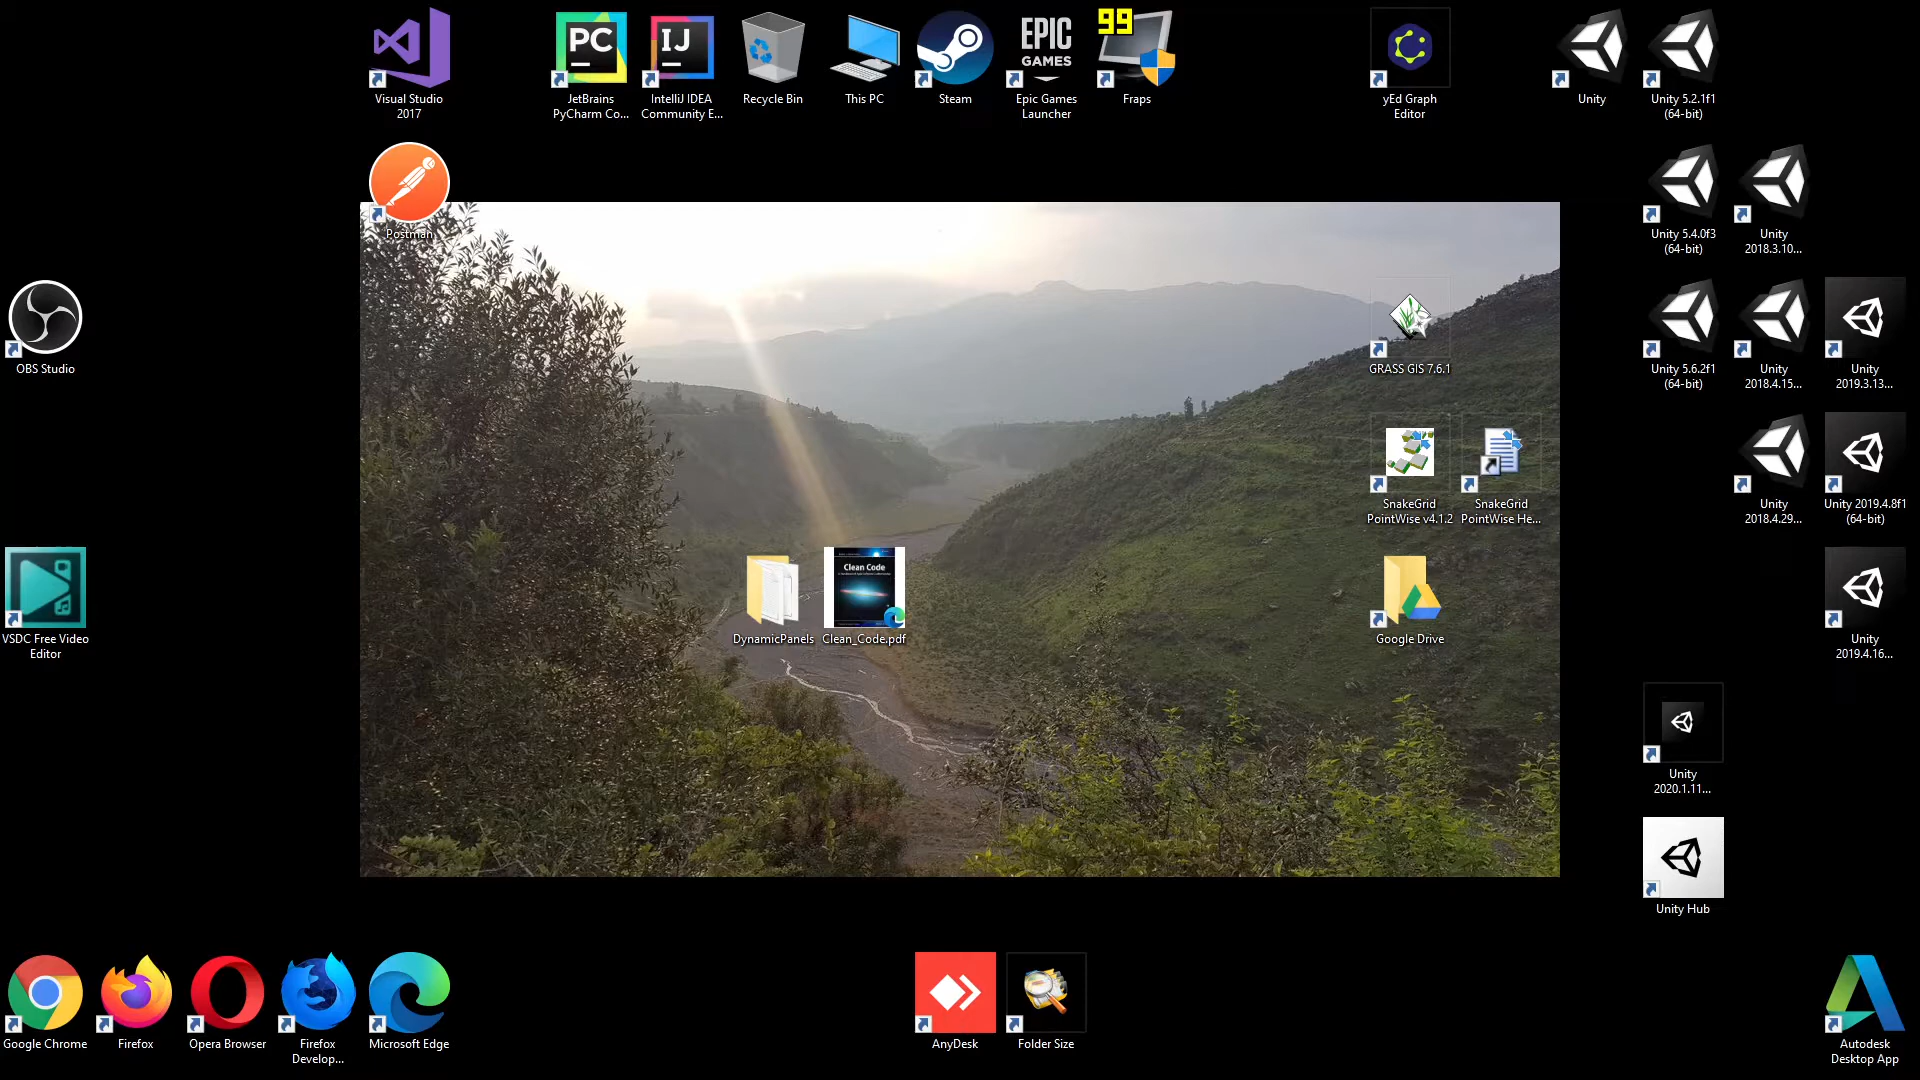 Visual Studio
2017
PC
JetBrains
PyCharm Co...
IJ
IntelliJ IDEA
Community E...
Recycle Bin
This PC
Steam
EPIC
GAMES
Epic Games
Launcher
99
Fraps
yEd Graph
Editor
Unity
Unity 5.2.1f1
(64-bit)
Postman
Unity 5.4.0f3
(64-bit)
Unity
2018.3.10...
OBS Studio
GRASS GIS 7.6.1
Unity 5.6.2f1
(64-bit)
Unity
2018.4.15...
Unity
2019.3.13...
SnakeGrid
PointWise v4.1.2
SnakeGrid
PointWise He...
Unity
2018.4.29...
Unity 2019.4.8f1
(64-bit)
VSDC Free Video
Editor
DynamicPanels
Clean Code
Clean_Code.pdf
Google Drive
Unity
2019.4.16...
Unity
2020.1.11...
Unity Hub
Google Chrome
Firefox
Opera Browser
Firefox
Develop...
Microsoft Edge
AnyDesk
Folder Size
Autodesk
Desktop App